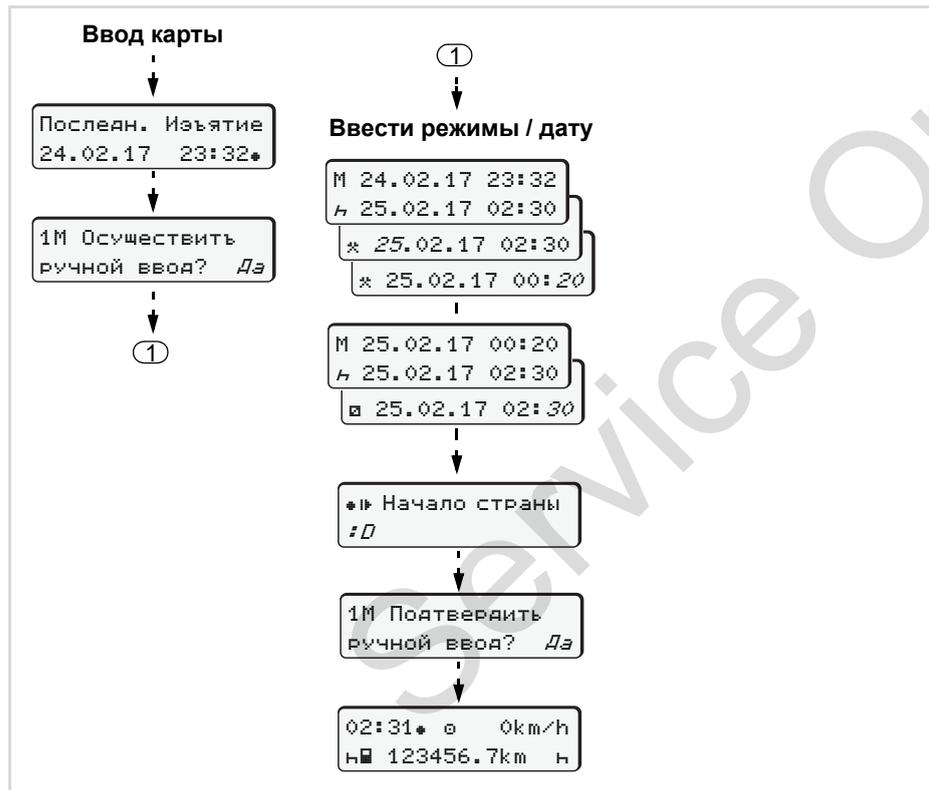 Ввод карты
Последн. Изъятие
24.02.17 23:32
1M Осуществить
ручной ввод? Да
1
1
Ввести режимы / дату
M 24.02.17 23:32
25.02.17 02:30
25.02.17 02:30
25.02.17 00:20
M 25.02.17 00:20
25.02.17 02:30
25.02.17 02:30
Начало страны
:D
1M Подтвердить
ручной ввод? Да
02:31 0km/h
123456.7km
Service